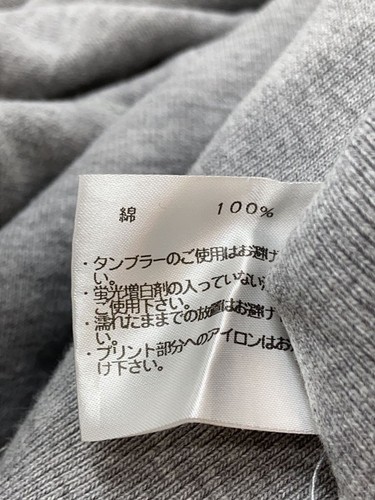 綿 100%
・タンブラーのご使用はお避け
い。
・蛍光増白剤の入っていない
ご使用下さい。
・濡れたままでの放置はお避け
い。
・プリント部分へのアイロンはお
け下さい。